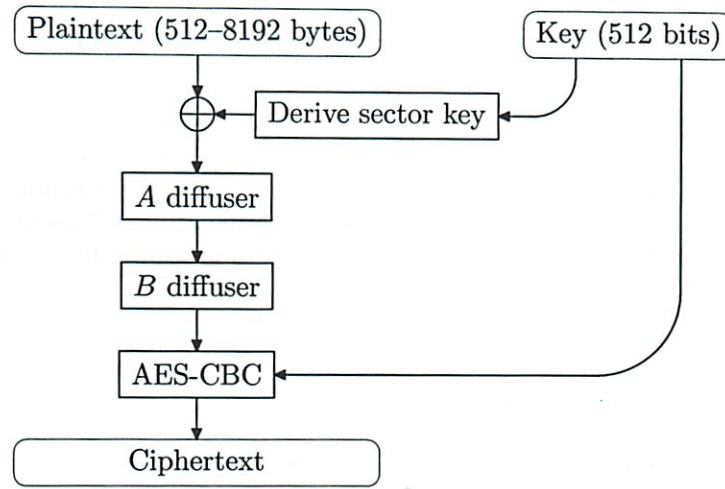 Plaintext (512–8192 bytes)
Key (512 bits)
Derive sector key
A diffuser
B diffuser
AES-CBC
Ciphertext